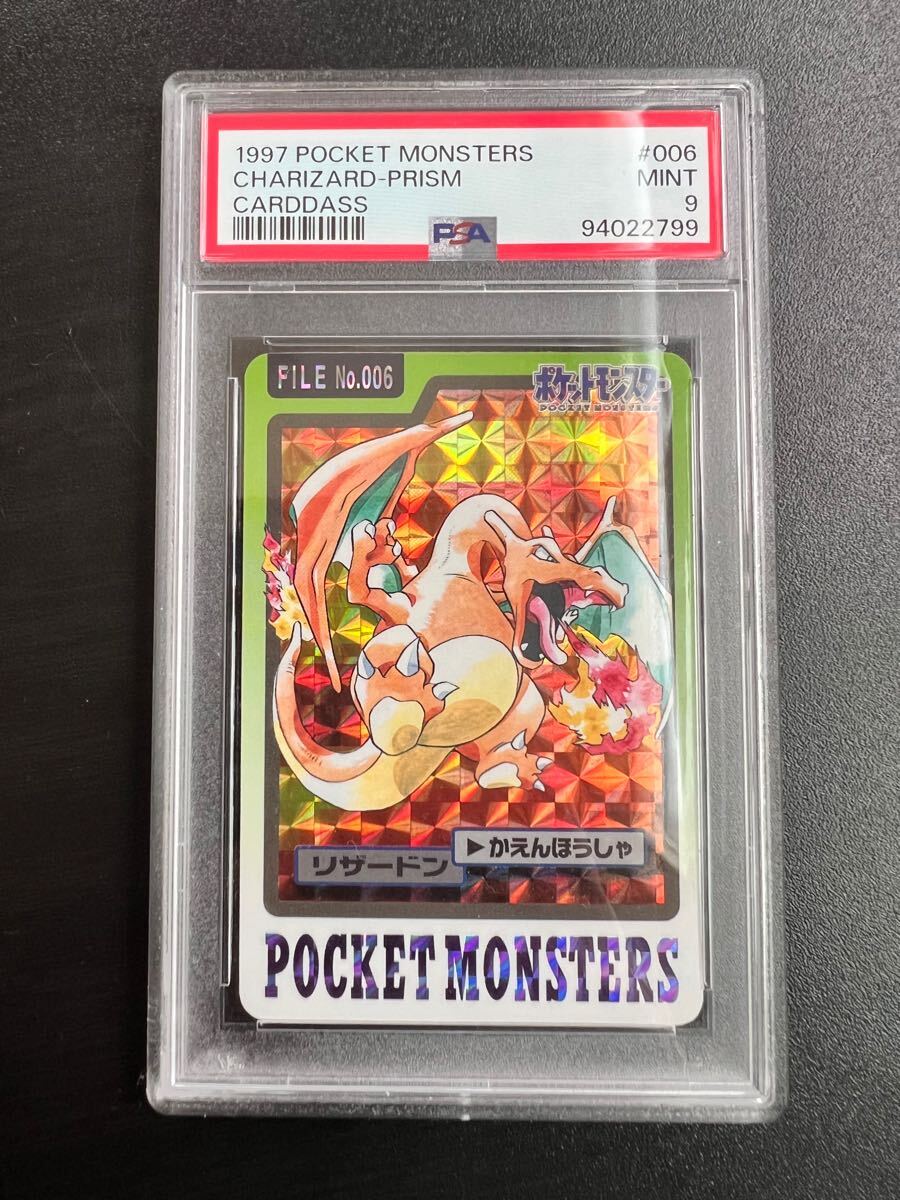 1997 POCKET MONSTERS #006
CHARIZARD-PRISM MINT
CARDDASS 9
PSA 94022799
FILE No.006
ポケットモンスター
POCKET MONSTERS
▶かえんほうしゃ
リザードン
POCKET MONSTERS